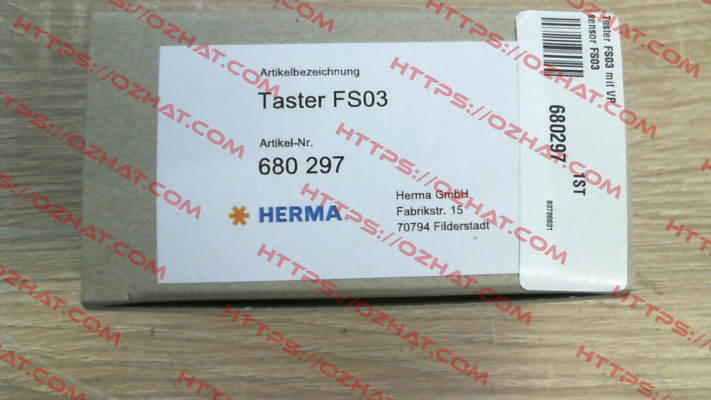 Artikelbezeichnung
Taster FS03
Artikel-Nr.
680 297
HERMA
Herma GmbH
Fabrikstr. 15
70794 Filderstadt
Taster FS03 mit VP
sensor FS03
680297 1ST
HTTPS://OZHAT.COM